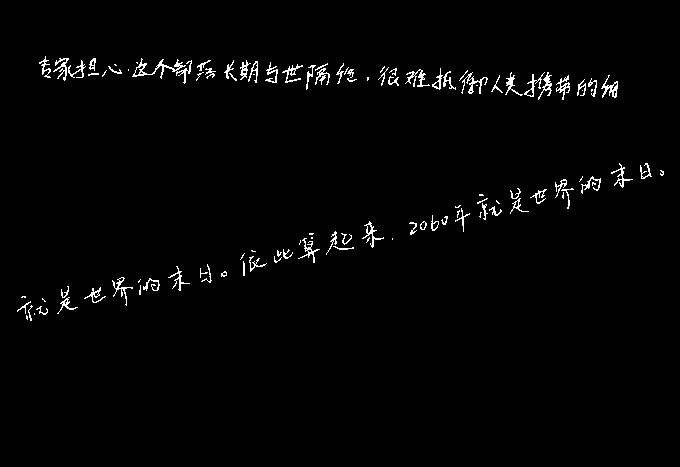 专家担心,这个部落长期与世隔绝,很难抵御人类携带的细
就是世界的末日。依此算起来,2060年就是世界的末日。